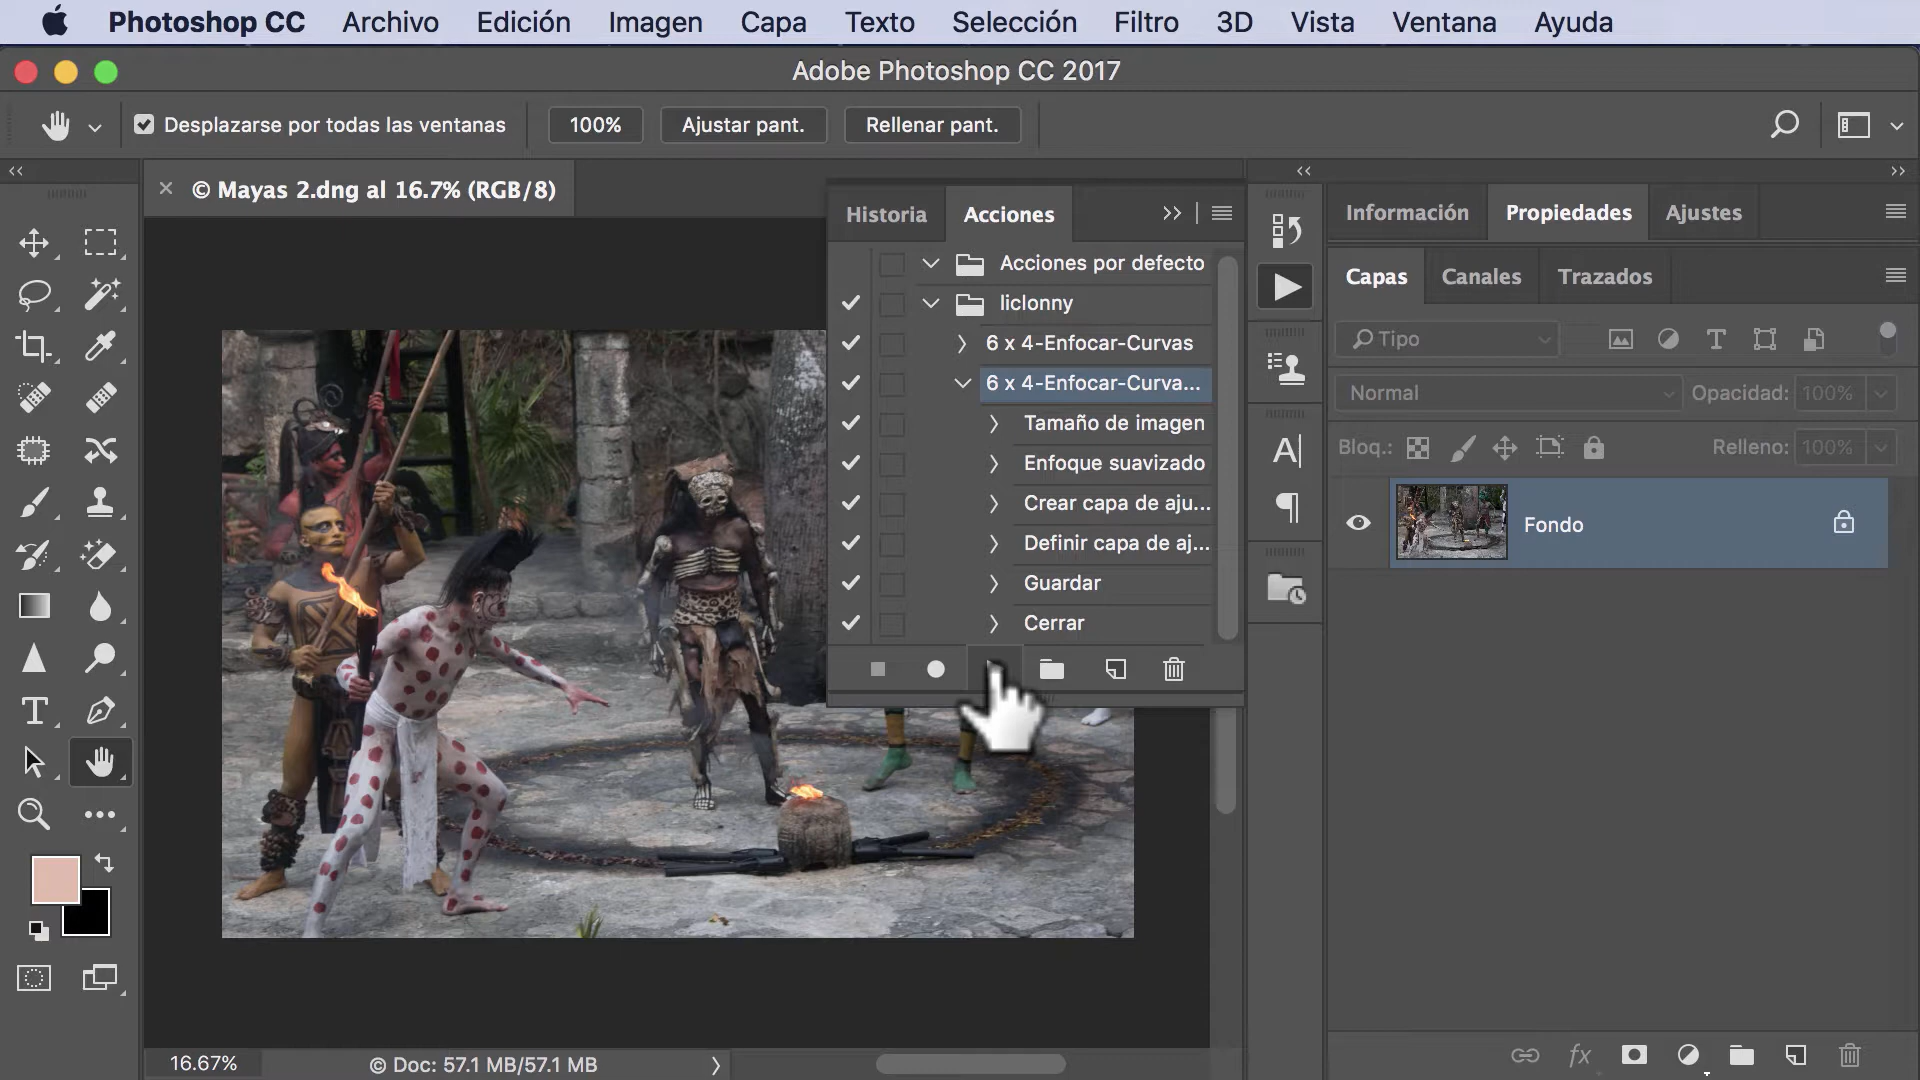 Photoshop CC Archivo Edición Imagen Capa Texto Selección Filtro 3D Vista Ventana Ayuda
Adobe Photoshop CC 2017
Desplazarse por todas las ventanas 100% Ajustar pant. Rellenar pant.
© Mayas 2.dng al 16.7% (RGB/8)
Historia Acciones
Acciones por defecto
liclonny
6 x 4-Enfocar-Curvas
6 x 4-Enfocar-Curva...
Tamaño de imagen
Enfoque suavizado
Crear capa de aju...
Definir capa de aj...
Guardar
Cerrar
Información Propiedades Ajustes
Capas Canales Trazados
Tipo
Normal Opacidad: 100%
Bloq.: Relleno: 100%
Fondo
16.67% © Doc: 57.1 MB/57.1 MB